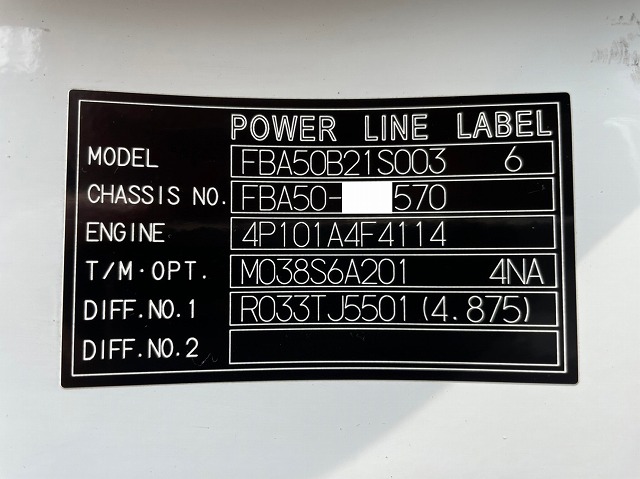 POWER LINE LABEL
MODEL FBA50B21S003 6
CHASSIS NO. FBA50- 570
ENGINE 4P101A4F4114
T/M·OPT. M038S6A201 4NA
DIFF.NO.1 R033TJ5501(4.875)
DIFF.NO.2